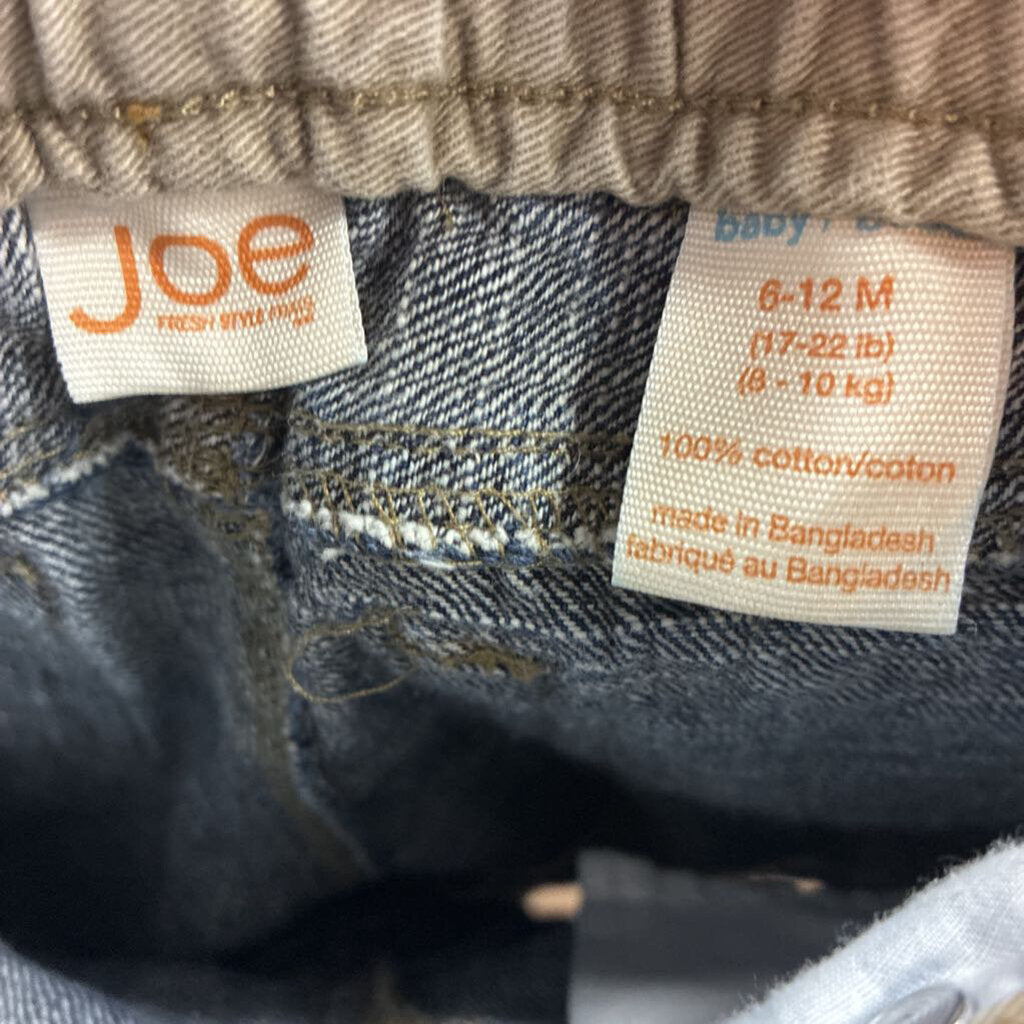 Joe
FRESH STYLE
baby /
6-12 M
(17-22 lb)
(8 - 10 kg)
100% cotton/coton
made in Bangladesh
fabriqué au Bangladesh